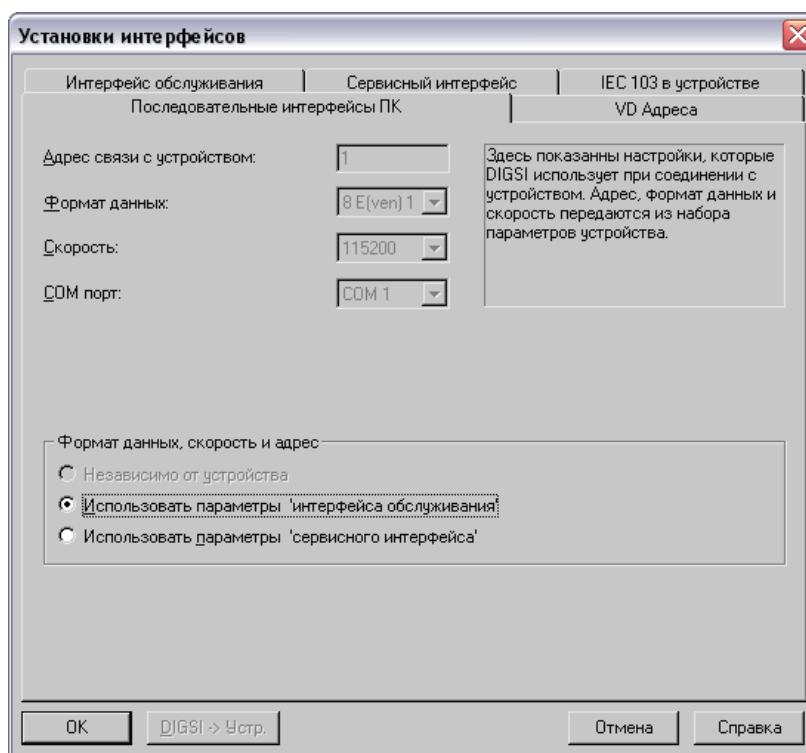 Установки интерфейсов
Интерфейс обслуживания
Сервисный интерфейс
IEC 103 в устройстве
Последовательные интерфейсы ПК
VD Адреса
Адрес связи с устройством:
1
Формат данных:
8 E(ven) 1
Скорость:
115200
COM порт:
COM 1
Здесь показанны настройки, которые
DIGSI использует при соединении с
устройством. Адрес, формат данных и
скорость передаются из набора
параметров устройства.
Формат данных, скорость и адрес
Независимо от устройства
Использовать параметры 'интерфейса обслуживания'
Использовать параметры 'сервисного интерфейса'
OK
DIGSI -> Устр.
Отмена
Справка